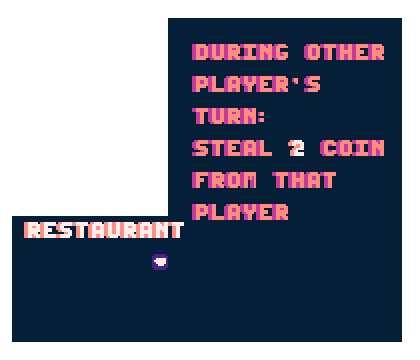 DURING OTHER
PLAYER'S
TURN:
STEAL 2 COIN
FROM THAT
PLAYER
RESTAURANT